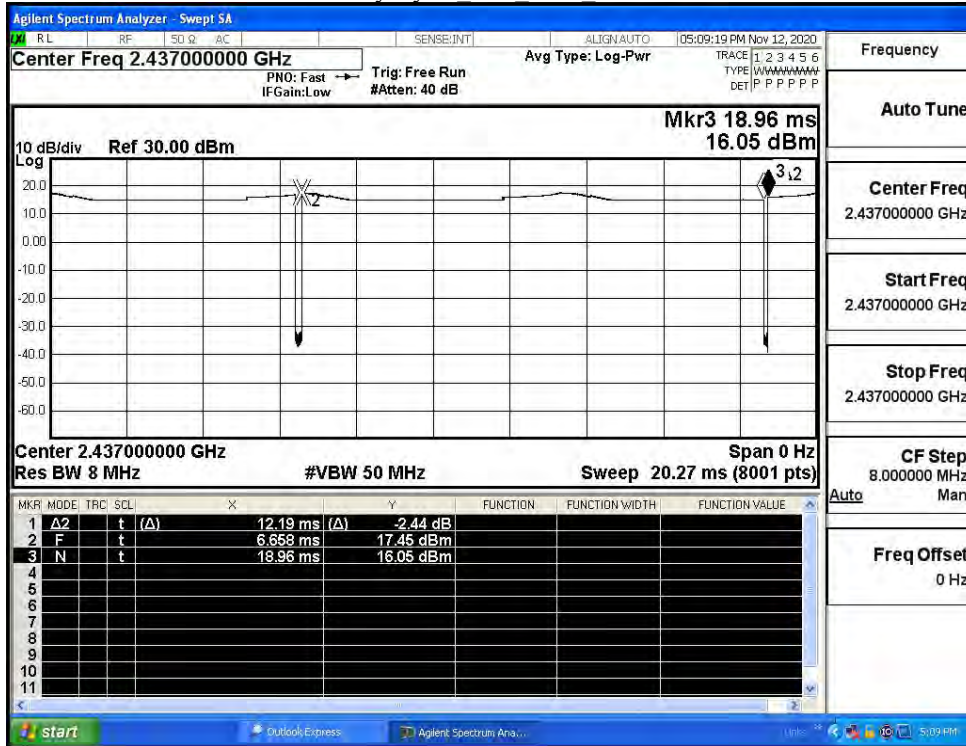 Agilent Spectrum Analyzer - Swept SA
LXI RL RF 50 Ω AC SENSE:INT ALIGNAUTO 05:09:19 PM Nov 12, 2020
Center Freq 2.437000000 GHz
PNO: Fast
IFGain:Low
Trig: Free Run
#Atten: 40 dB
Avg Type: Log-Pwr
TRACE 1 2 3 4 5 6
TYPE WWWWWW
DET P P P P P P
Mkr3 18.96 ms
16.05 dBm
10 dB/div Ref 30.00 dBm
Log
20.0
10.0
0.00
-10.0
-20.0
-30.0
-40.0
-50.0
-60.0
2
3
Δ2
Center 2.437000000 GHz Span 0 Hz
Res BW 8 MHz #VBW 50 MHz Sweep 20.27 ms (8001 pts)
MKR MODE TRC SCL X Y FUNCTION FUNCTION WIDTH FUNCTION VALUE
1 Δ2 t (Δ) 12.19 ms (Δ) -2.44 dB
2 F t 6.658 ms 17.45 dBm
3 N t 18.96 ms 16.05 dBm
4
5
6
7
8
9
10
11
Frequency
Auto Tune
Center Freq
2.437000000 GHz
Start Freq
2.437000000 GHz
Stop Freq
2.437000000 GHz
CF Step
8.000000 MHz
Auto Man
Freq Offset
0 Hz
start Outlook Express Agilent Spectrum Ana... Links 5:09 PM